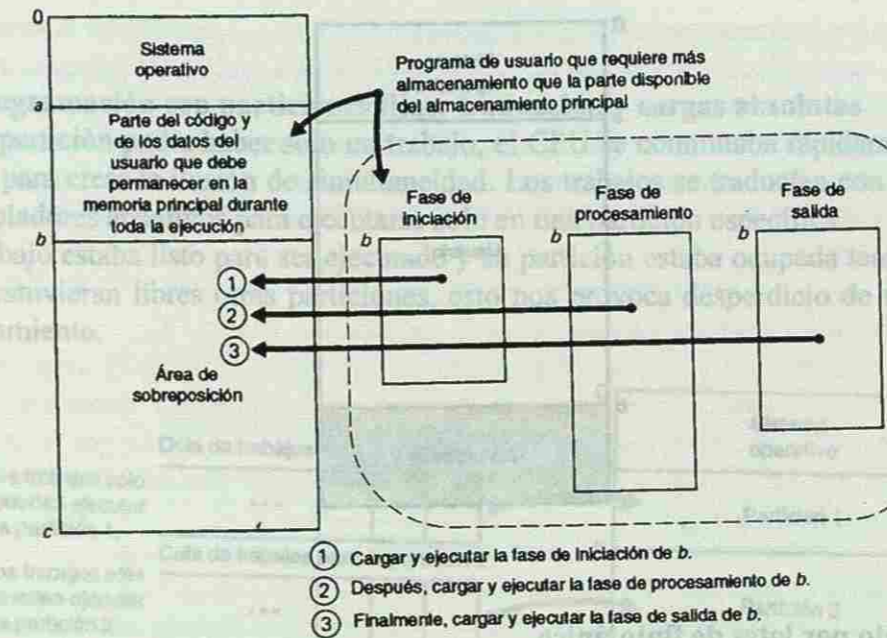 0
Sistema
operativo
a
Parte del código y
de los datos del
usuario que debe
permanecer en la
memoria principal durante
toda la ejecución
b
Área de
sobreposición
c
Programa de usuario que requiere más
almacenamiento que la parte disponible
del almacenamiento principal
Fase de
iniciación
b
Fase de
procesamiento
b
Fase de
salida
b
1
2
3
1 Cargar y ejecutar la fase de iniciación de b.
2 Después, cargar y ejecutar la fase de procesamiento de b.
3 Finalmente, cargar y ejecutar la fase de salida de b.